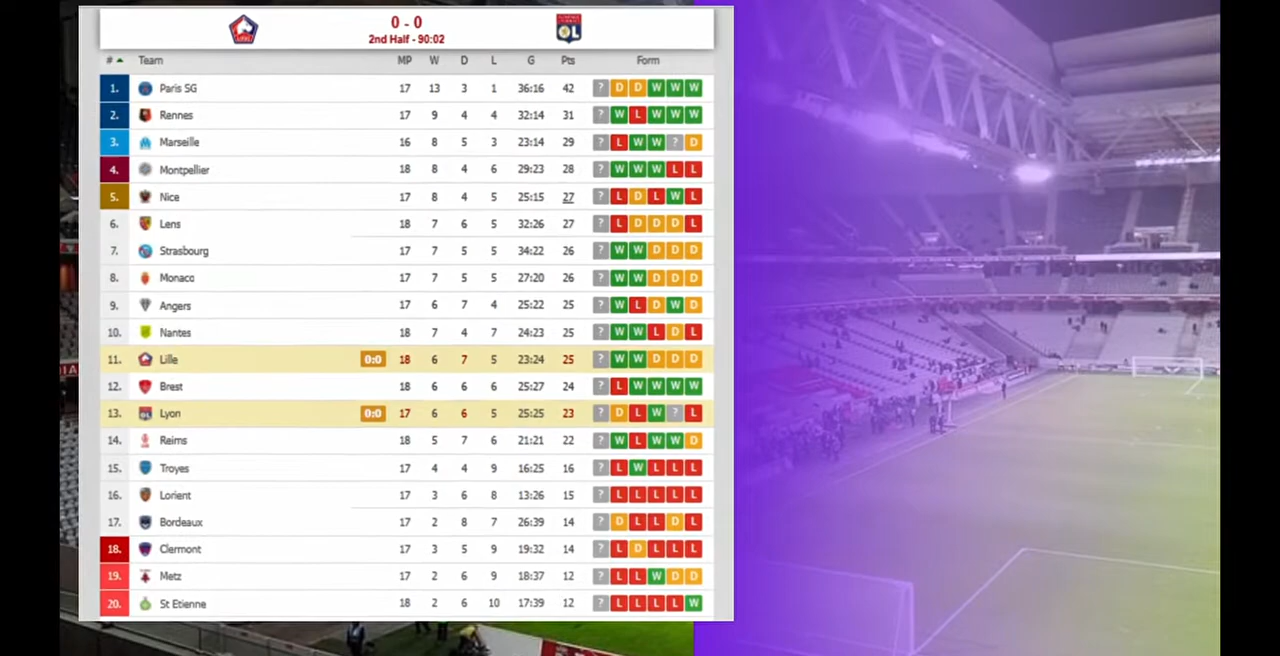 0 - 0
2nd Half - 90:02
# Team MP W D L G Pts Form
1. Paris SG 17 13 3 1 36:16 42 ? D D W W W
2. Rennes 17 9 4 4 32:14 31 ? W L W W W
3. Marseille 16 8 5 3 23:14 29 ? L W W ? D
4. Montpellier 18 8 4 6 29:23 28 ? W W W L L
5. Nice 17 8 4 5 25:15 27 ? L D L W L
6. Lens 18 7 6 5 32:26 27 ? L D D D L
7. Strasbourg 17 7 5 5 34:22 26 ? W W D D D
8. Monaco 17 7 5 5 27:20 26 ? W W D D D
9. Angers 17 6 7 4 25:22 25 ? W L D W D
10. Nantes 18 7 4 7 24:23 25 ? W W L D L
11. Lille 0:0 18 6 7 5 23:24 25 ? W W D D D
12. Brest 18 6 6 6 25:27 24 ? L W W W W
13. Lyon 0:0 17 6 6 5 25:25 23 ? D L W ? L
14. Reims 18 5 7 6 21:21 22 ? W L W W D
15. Troyes 17 4 4 9 16:25 16 ? L W L L L
16. Lorient 17 3 6 8 13:26 15 ? L L L L L
17. Bordeaux 17 2 8 7 26:39 14 ? D L L D L
18. Clermont 17 3 5 9 19:32 14 ? L D L L L
19. Metz 17 2 6 9 18:37 12 ? L L W D D
20. St Etienne 18 2 6 10 17:39 12 ? L L L L W